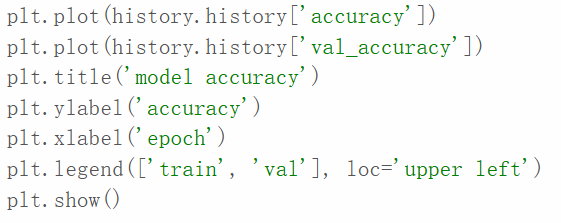 plt.plot(history.history['accuracy'])
plt.plot(history.history['val_accuracy'])
plt.title('model accuracy')
plt.ylabel('accuracy')
plt.xlabel('epoch')
plt.legend(['train', 'val'], loc='upper left')
plt.show()